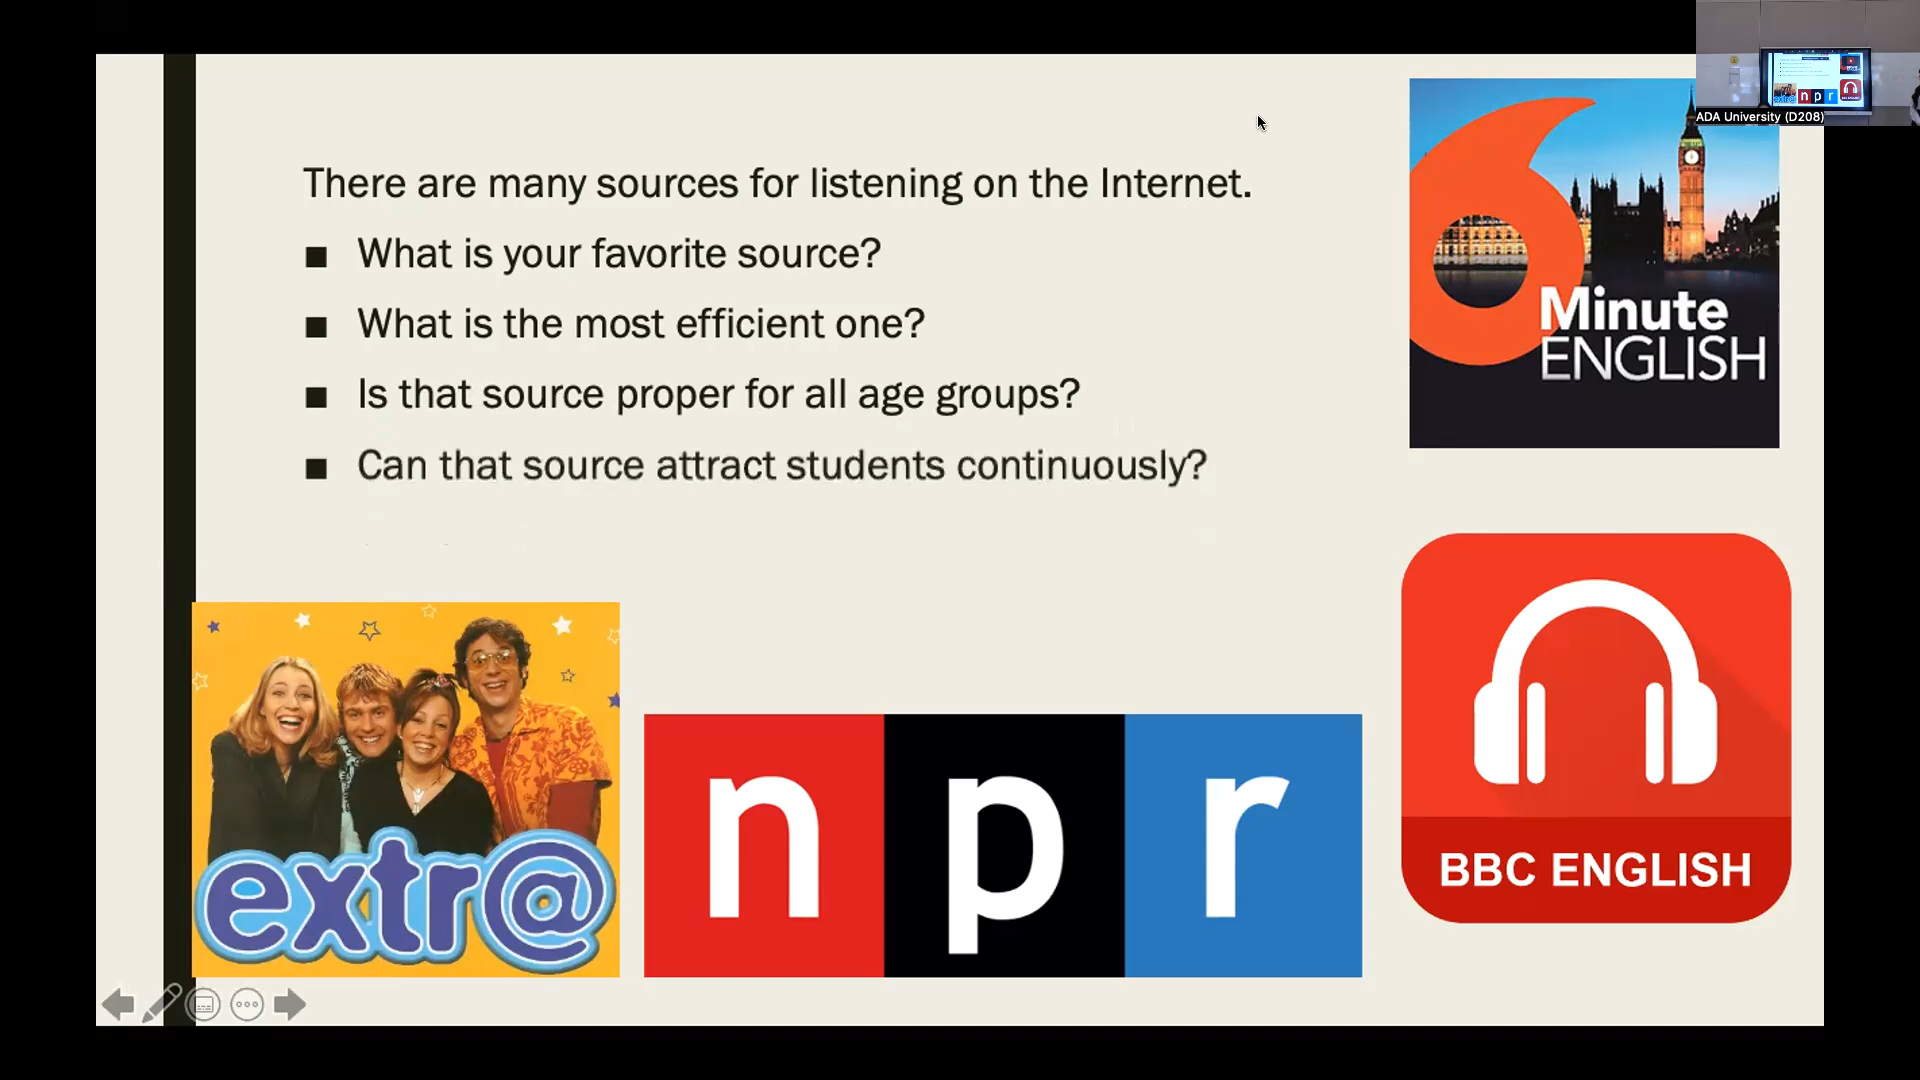 There are many sources for listening on the Internet.
■ What is your favorite source?
■ What is the most efficient one?
■ Is that source proper for all age groups?
■ Can that source attract students continuously?
ADA University (D208)
6 Minute
ENGLISH
extr@
npr
BBC ENGLISH